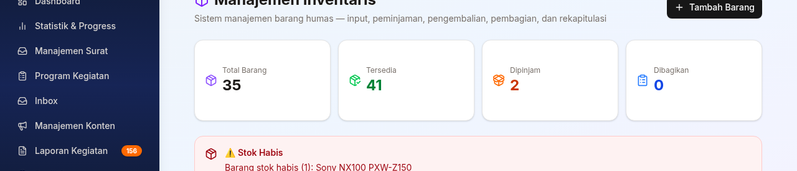 Dashboard
Statistik & Progress
Manajemen Surat
Program Kegiatan
Inbox
Manajemen Konten
Laporan Kegiatan 156
Manajemen Inventaris
Sistem manajemen barang humas — input, peminjaman, pengembalian, pembagian, dan rekapitulasi
+ Tambah Barang
Total Barang
35
Tersedia
41
Dipinjam
2
Dibagikan
0
⚠️ Stok Habis
Barang stok habis (1): Sony NX100 PXW-Z150